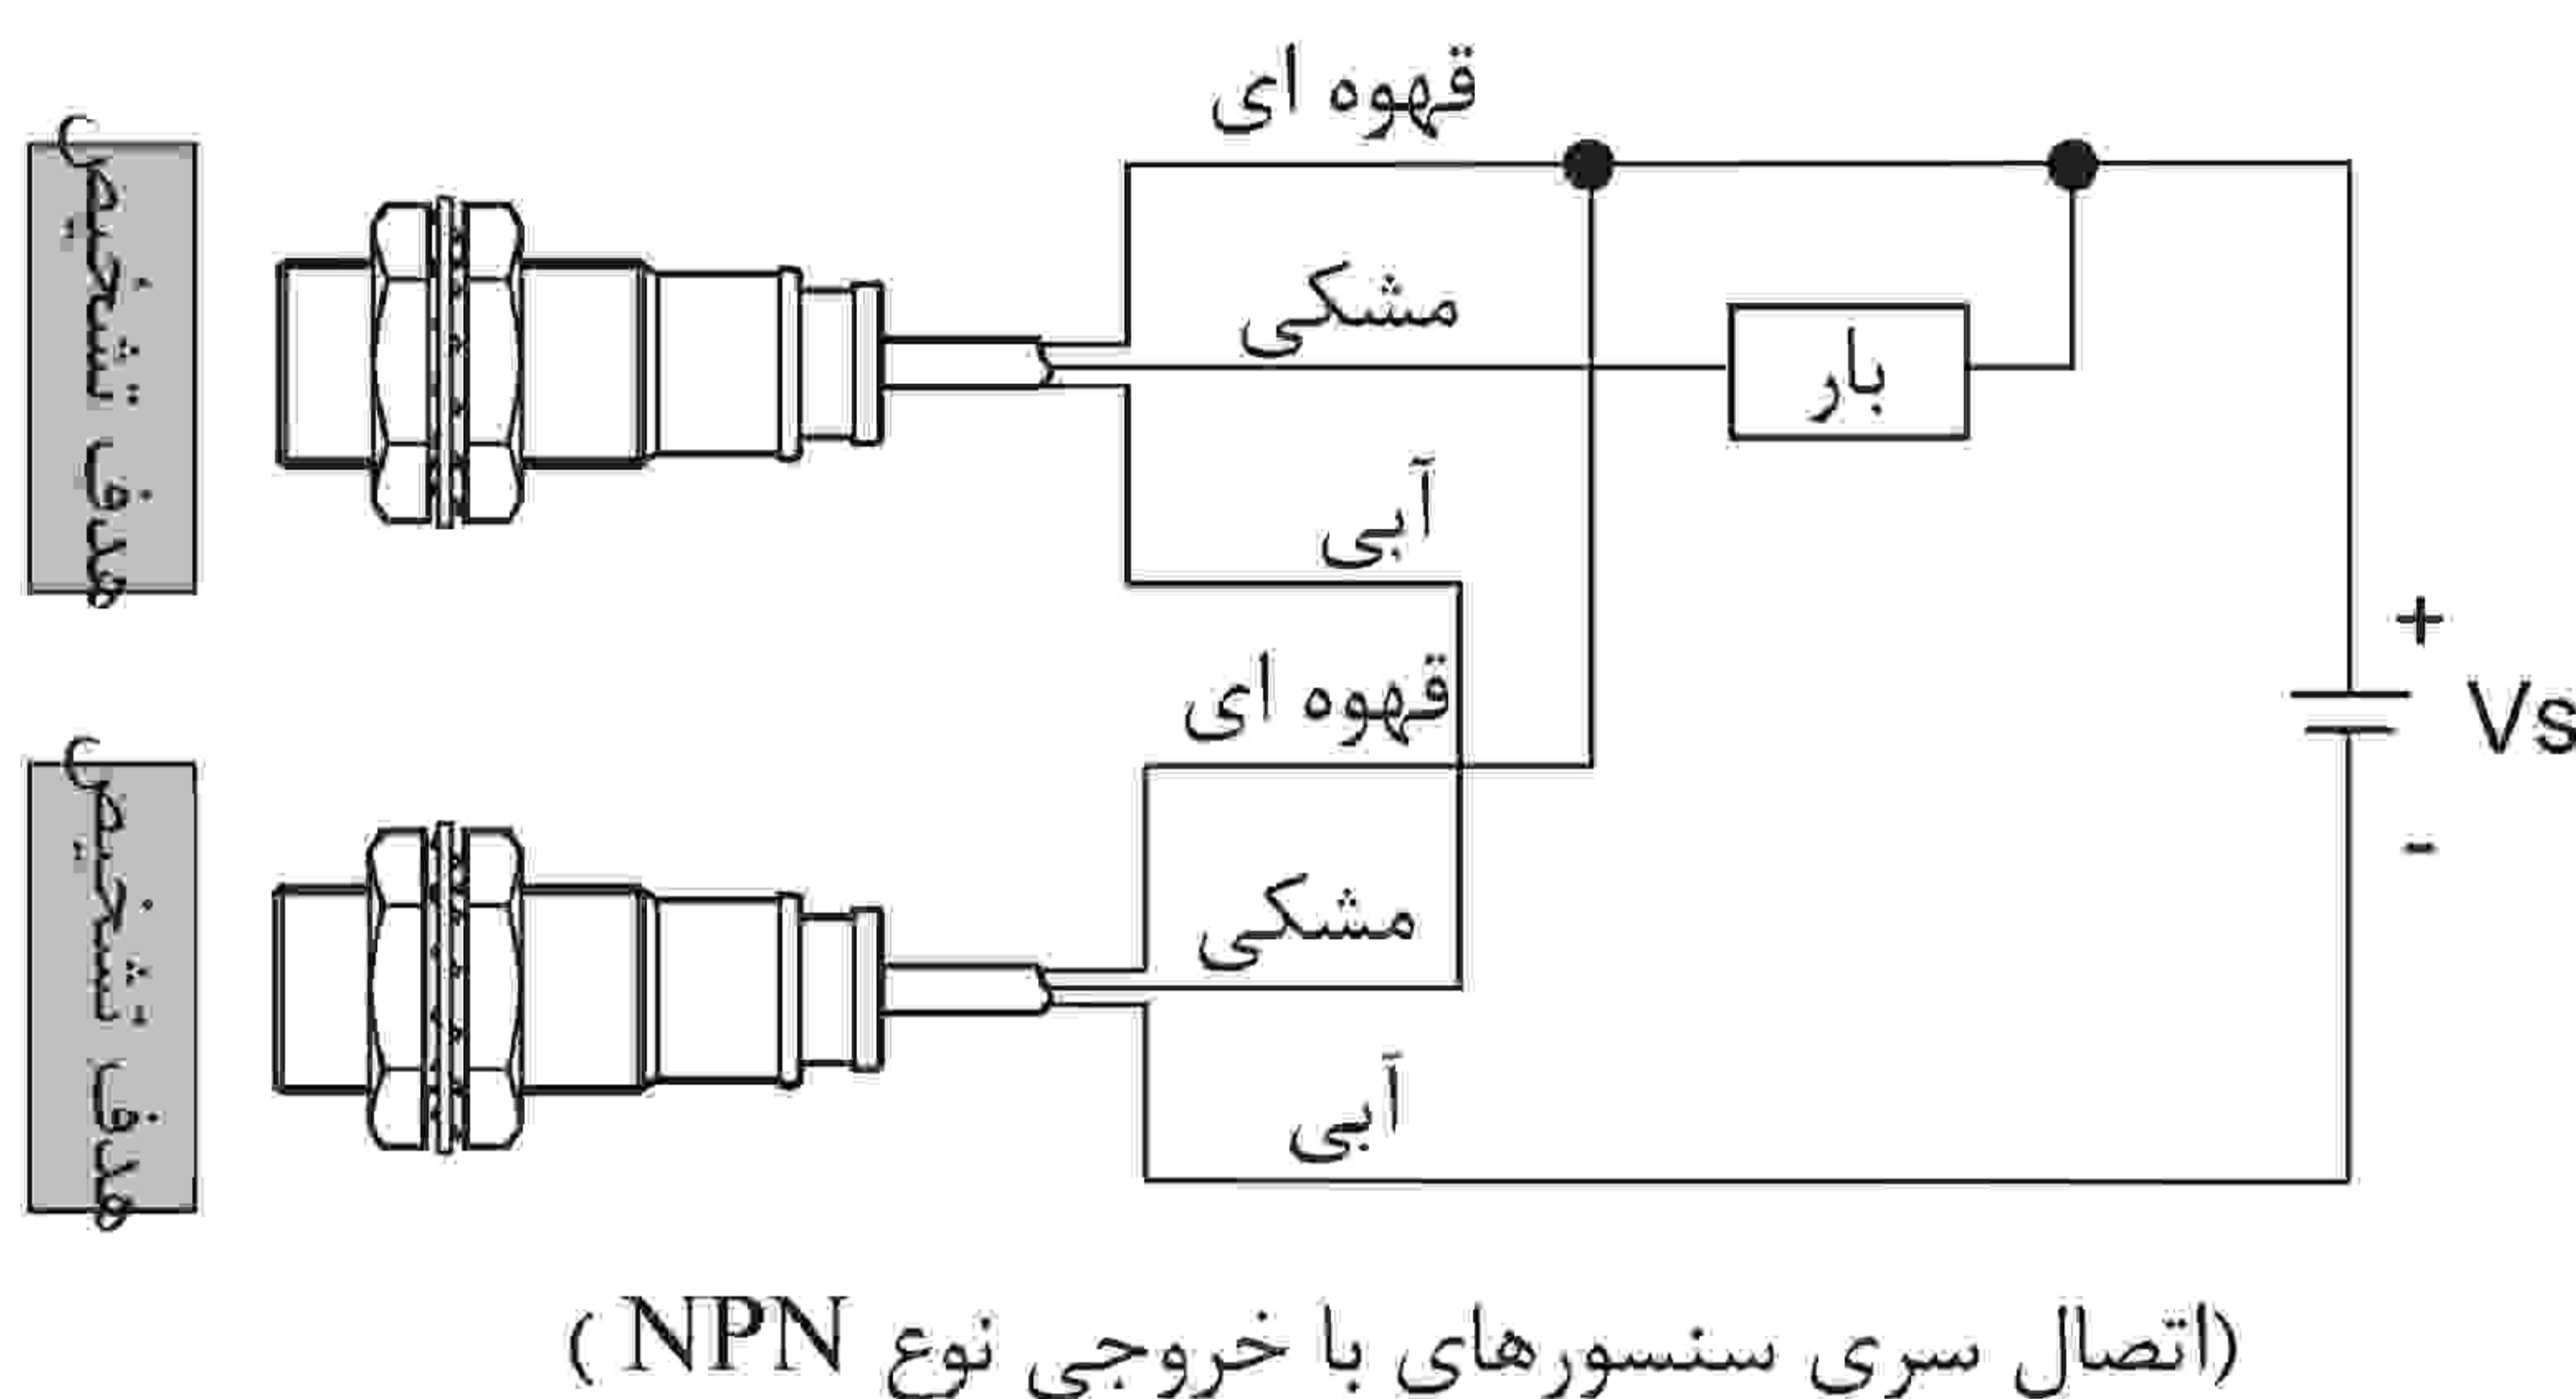 قهوه ای
مشکی
بار
آبی
قهوه ای
مشکی
آبی
هدف تشخیص
هدف تشخیص
+
Vs
-
(اتصال سری سنسورهای با خروجی نوع NPN )